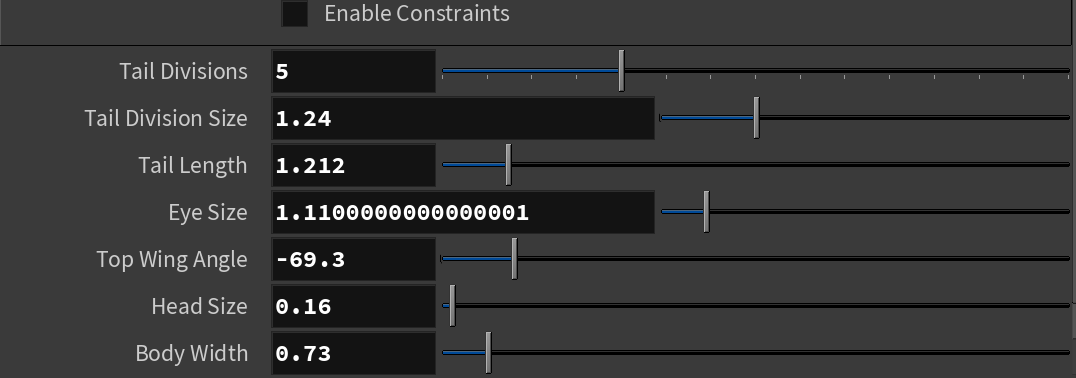 Enable Constraints
Tail Divisions 5
Tail Division Size 1.24
Tail Length 1.212
Eye Size 1.1100000000000001
Top Wing Angle -69.3
Head Size 0.16
Body Width 0.73